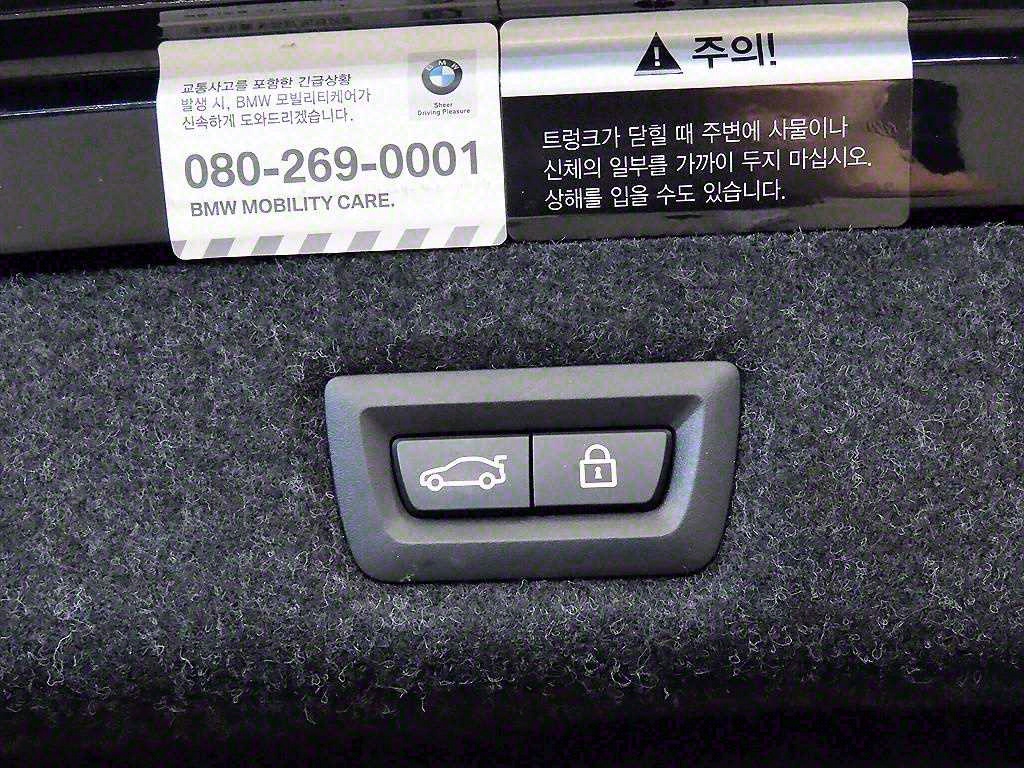 교통사고를 포함한 긴급상황
발생 시, BMW 모빌리티케어가
신속하게 도와드리겠습니다.
BMW
Sheer
Driving Pleasure
080-269-0001
BMW MOBILITY CARE.
주의!
트렁크가 닫힐 때 주변에 사물이나
신체의 일부를 가까이 두지 마십시오.
상해를 입을 수도 있습니다.